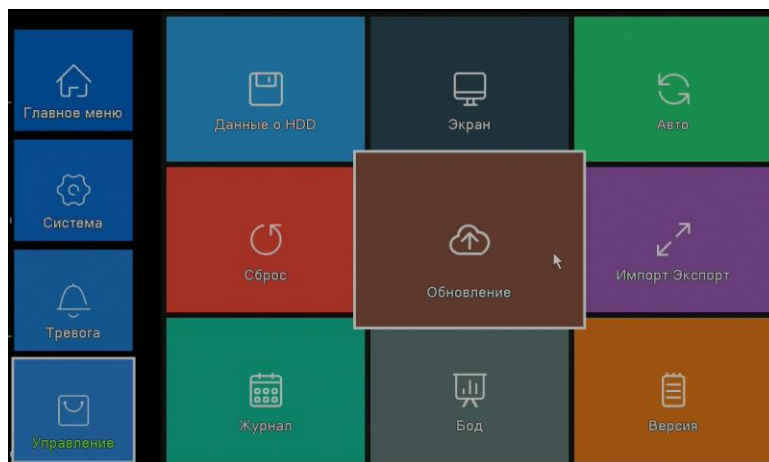 Главное меню
Система
Тревога
Управление
Данные о HDD
Экран
Авто
Сброс
Обновление
Импорт/Экспорт
Журнал
Бод
Версия